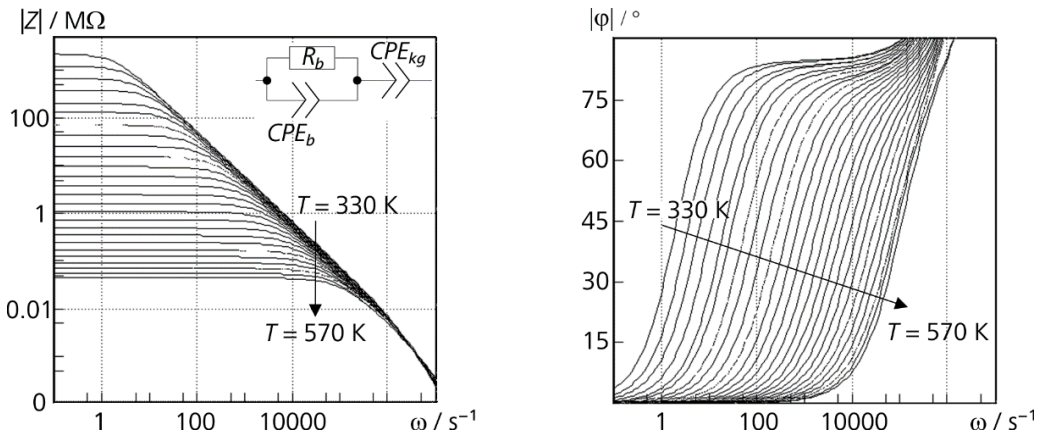 |Z| / MΩ
100
1
0.01
0
1
100
10000
ω / s⁻¹
R_b
CPE_b
CPE_kg
T = 330 K
T = 570 K
|φ| / °
75
60
45
30
15
1
100
10000
ω / s⁻¹
T = 330 K
T = 570 K